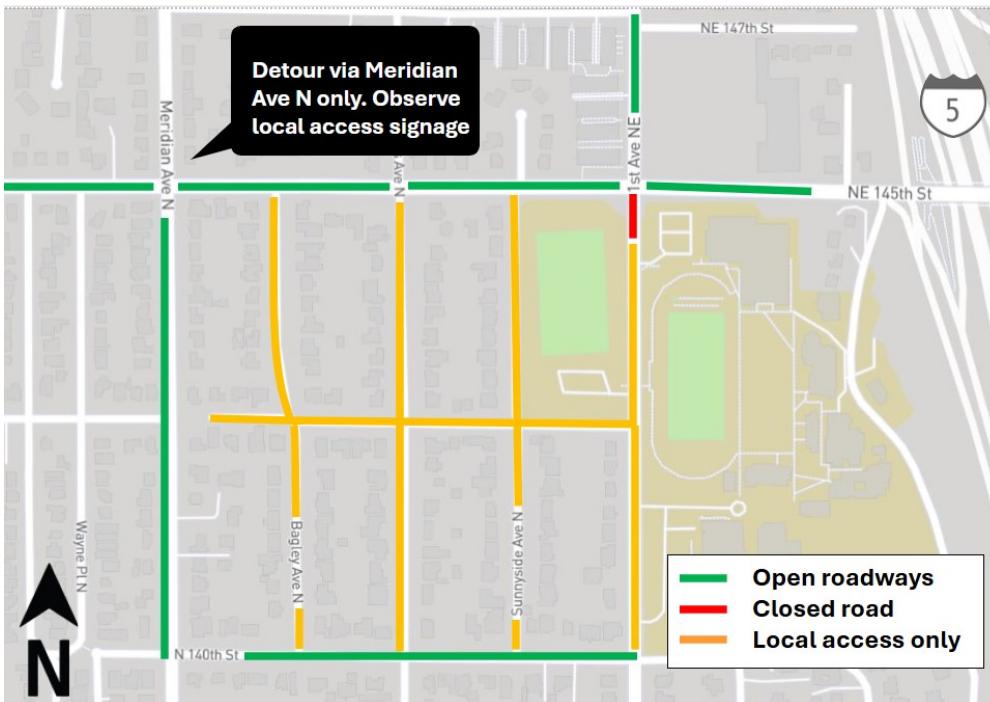 NE 147th St
Detour via Meridian
Ave N only. Observe
local access signage
5
Meridian Ave N
Ave N
1st Ave NE
NE 145th St
Wayne Pl N
Bagley Ave N
Sunnyside Ave N
N 140th St
N
Open roadways
Closed road
Local access only